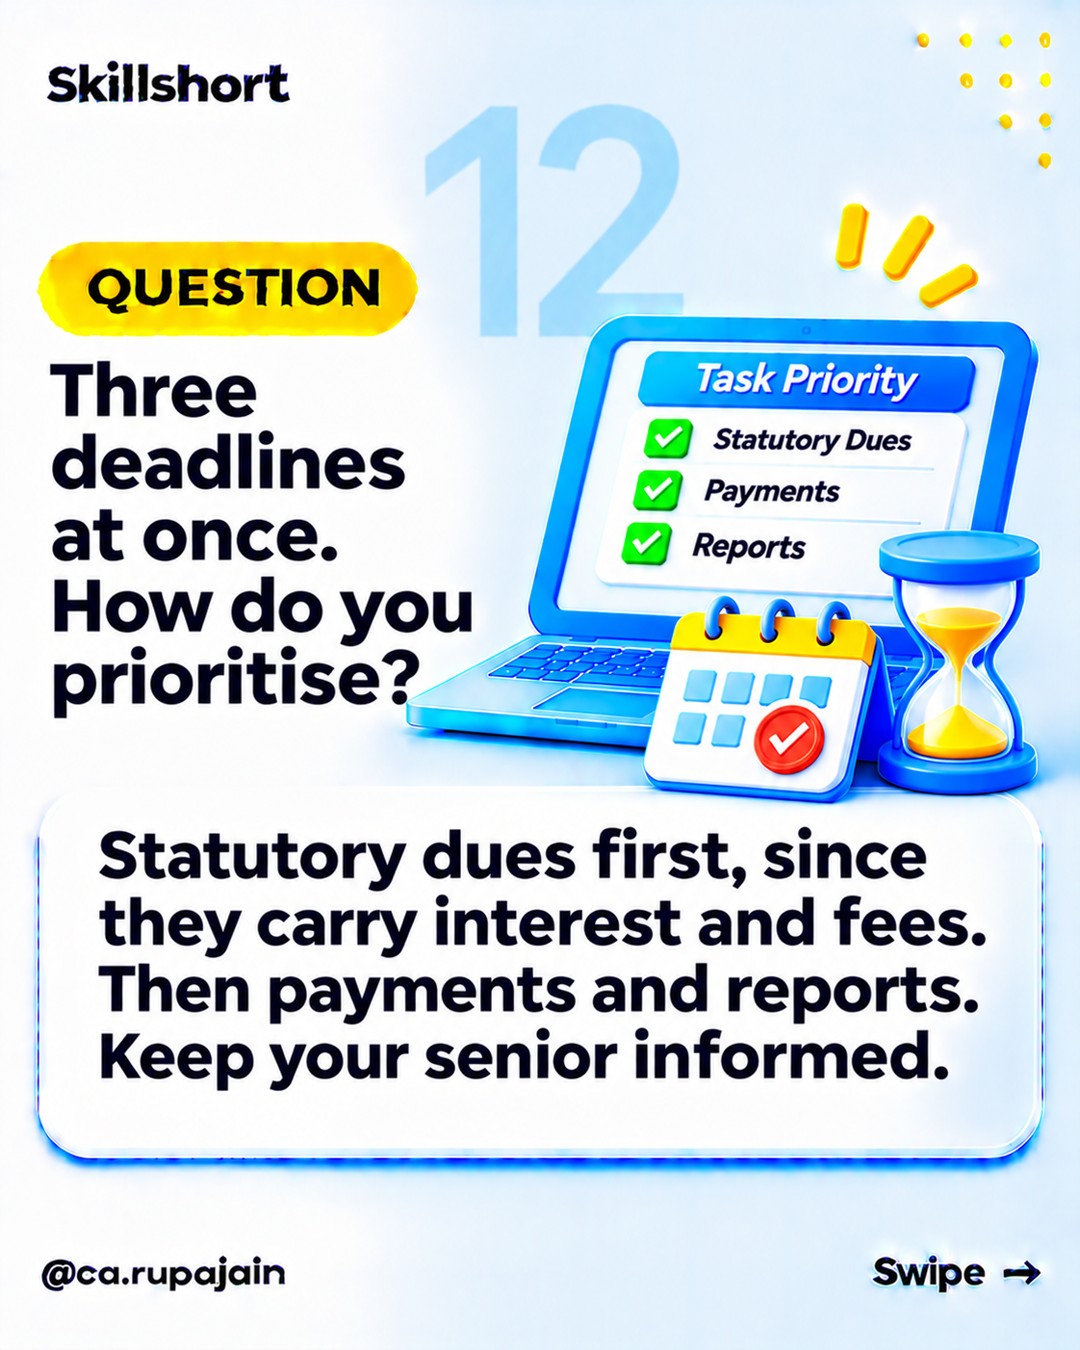 Skillshort
12
QUESTION
Three
deadlines
at once.
How do you
prioritise?
Task Priority
Statutory Dues
Payments
Reports
Statutory dues first, since
they carry interest and fees.
Then payments and reports.
Keep your senior informed.
@ca.rupajain
Swipe →